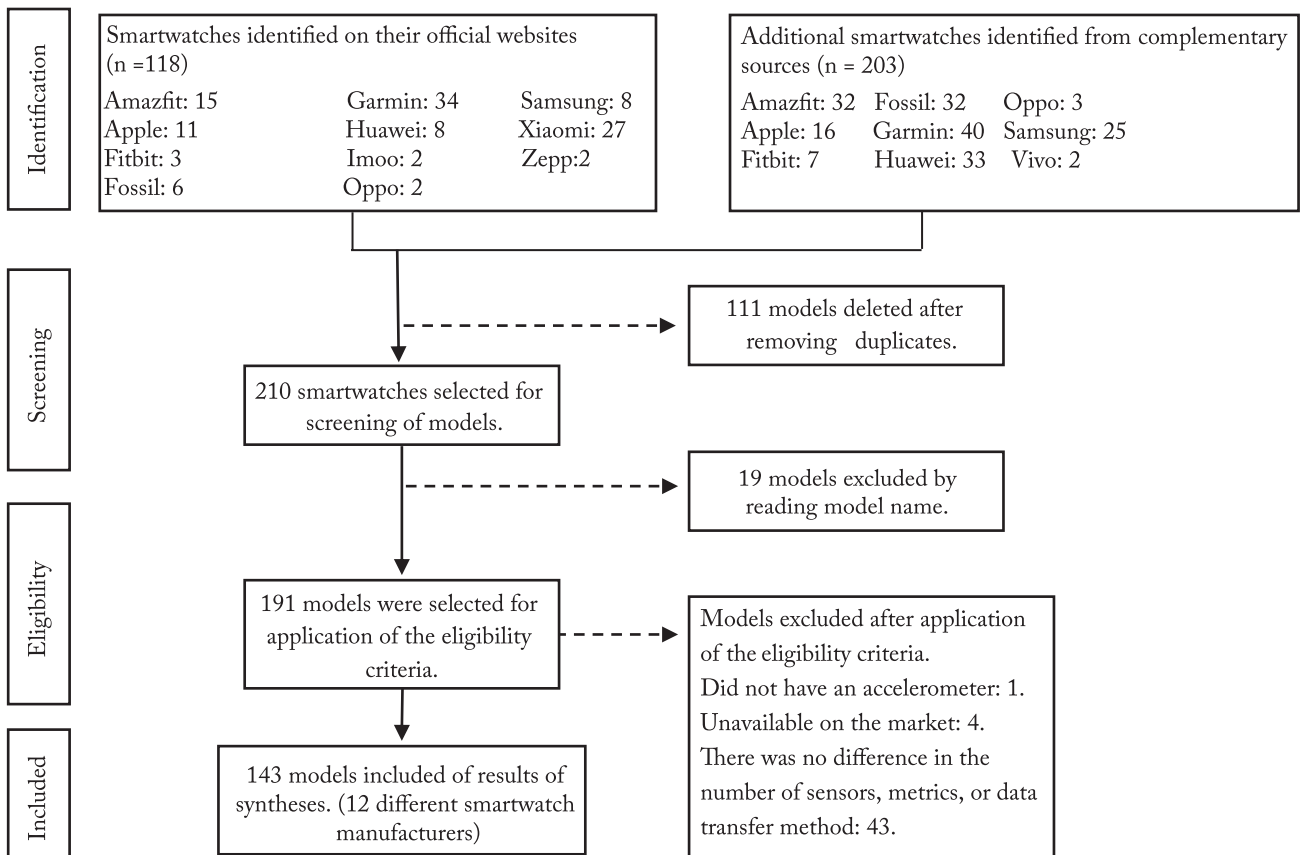 Identification
Smartwatches identified on their official websites
(n =118)
Amazfit: 15 Garmin: 34 Samsung: 8
Apple: 11 Huawei: 8 Xiaomi: 27
Fitbit: 3 Imoo: 2 Zepp:2
Fossil: 6 Oppo: 2
Additional smartwatches identified from complementary
sources (n = 203)
Amazfit: 32 Fossil: 32 Oppo: 3
Apple: 16 Garmin: 40 Samsung: 25
Fitbit: 7 Huawei: 33 Vivo: 2
Screening
111 models deleted after
removing duplicates.
210 smartwatches selected for
screening of models.
19 models excluded by
reading model name.
Eligibility
191 models were selected for
application of the eligibility
criteria.
Models excluded after application
of the eligibility criteria.
Did not have an accelerometer: 1.
Unavailable on the market: 4.
There was no difference in the
number of sensors, metrics, or data
transfer method: 43.
Included
143 models included of results of
syntheses. (12 different smartwatch
manufacturers)